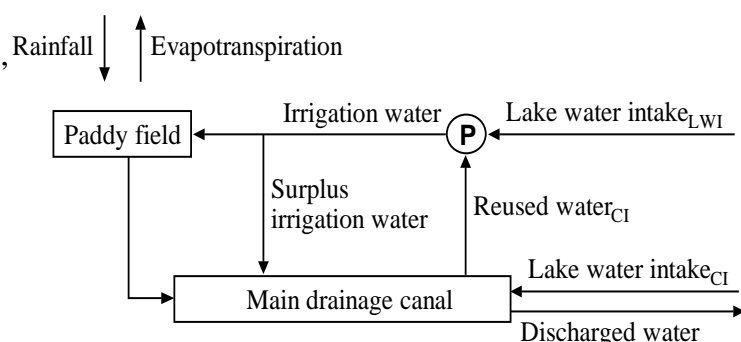 , Rainfall
Evapotranspiration
Irrigation water
Lake water intakeLWI
Paddy field
P
Surplus
irrigation water
Reused waterCI
Lake water intakeCI
Main drainage canal
Discharged water